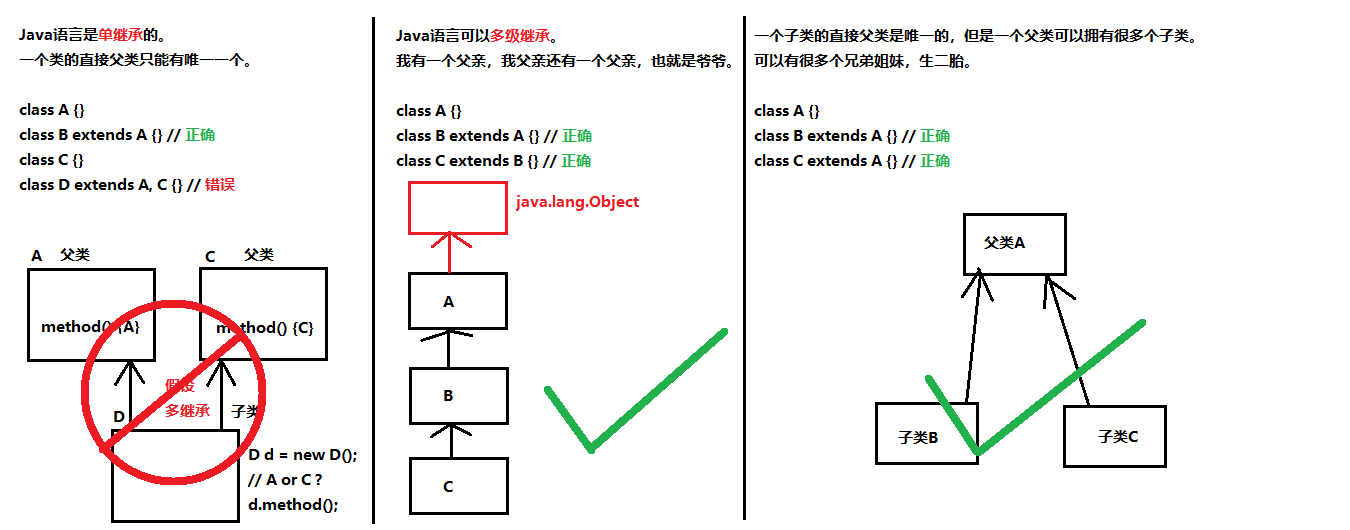 Java语言是单继承的。
一个类的直接父类只能有唯一一个。
class A {}
class B extends A {} // 正确
class C {}
class D extends A, C {} // 错误
A 父类
C 父类
method() {A}
method() {C}
假设
多继承
D
子类
D d = new D();
// A or C ?
d.method();
Java语言可以多级继承。
我有一个父亲，我父亲还有一个父亲，也就是爷爷。
class A {}
class B extends A {} // 正确
class C extends B {} // 正确
java.lang.Object
A
B
C
一个子类的直接父类是唯一的，但是一个父类可以拥有很多个子类。
可以有很多个兄弟姐妹，生二胎。
class A {}
class B extends A {} // 正确
class C extends A {} // 正确
父类A
子类B
子类C